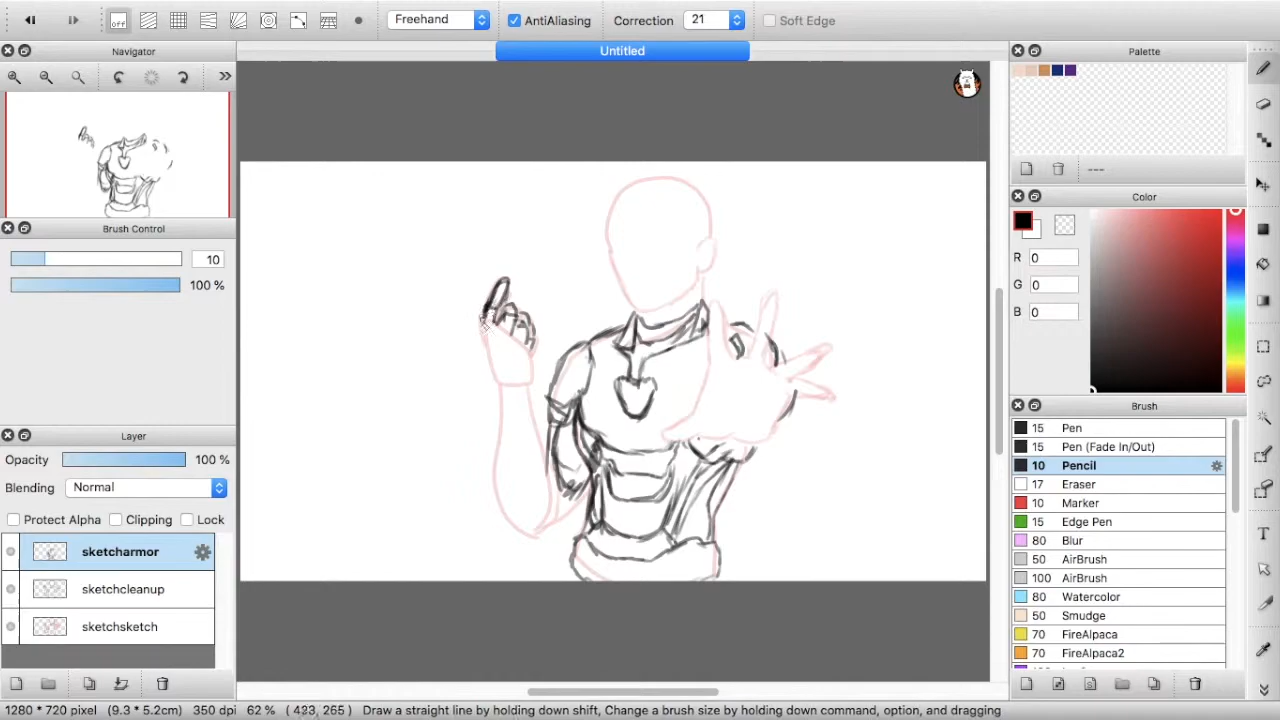 off
Freehand
AntiAliasing
Correction
21
Soft Edge
Navigator
Untitled
Palette
---
Brush Control
10
100 %
Color
R 0
G 0
B 0
Layer
Opacity 100 %
Blending Normal
Protect Alpha Clipping Lock
sketcharmor
sketchcleanup
sketchsketch
Brush
15 Pen
15 Pen (Fade In/Out)
10 Pencil
17 Eraser
10 Marker
15 Edge Pen
80 Blur
50 AirBrush
100 AirBrush
80 Watercolor
50 Smudge
70 FireAlpaca
70 FireAlpaca2
1280 * 720 pixel (9.3 * 5.2cm) 350 dpi 62 % ( 423, 265 ) Draw a straight line by holding down shift, Change a brush size by holding down command, option, and dragging